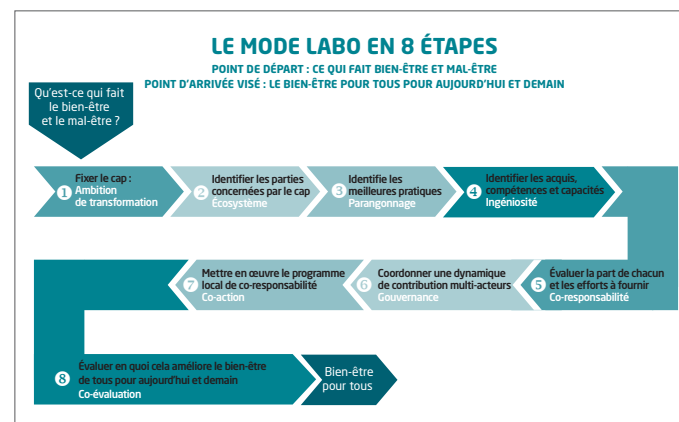 LE MODE LABO EN 8 ÉTAPES
POINT DE DÉPART : CE QUI FAIT BIEN-ÊTRE ET MAL-ÊTRE
POINT D'ARRIVÉE VISÉ : LE BIEN-ÊTRE POUR TOUS POUR AUJOURD'HUI ET DEMAIN
Qu'est-ce qui fait
le bien-être
et le mal-être ?
1
Fixer le cap :
Ambition
de transformation
2
Identifier les parties
concernées par le cap
Écosystème
3
Identifie les
meilleures pratiques
Parangonnage
4
Identifier les acquis,
compétences et capacités
Ingéniosité
5
Évaluer la part de chacun
et les efforts à fournir
Co-responsabilité
6
Coordonner une dynamique
de contribution multi-acteurs
Gouvernance
7
Mettre en œuvre le programme
local de co-responsabilité
Co-action
8
Évaluer en quoi cela améliore le bien-être
de tous pour aujourd'hui et demain
Co-évaluation
Bien-être
pour tous